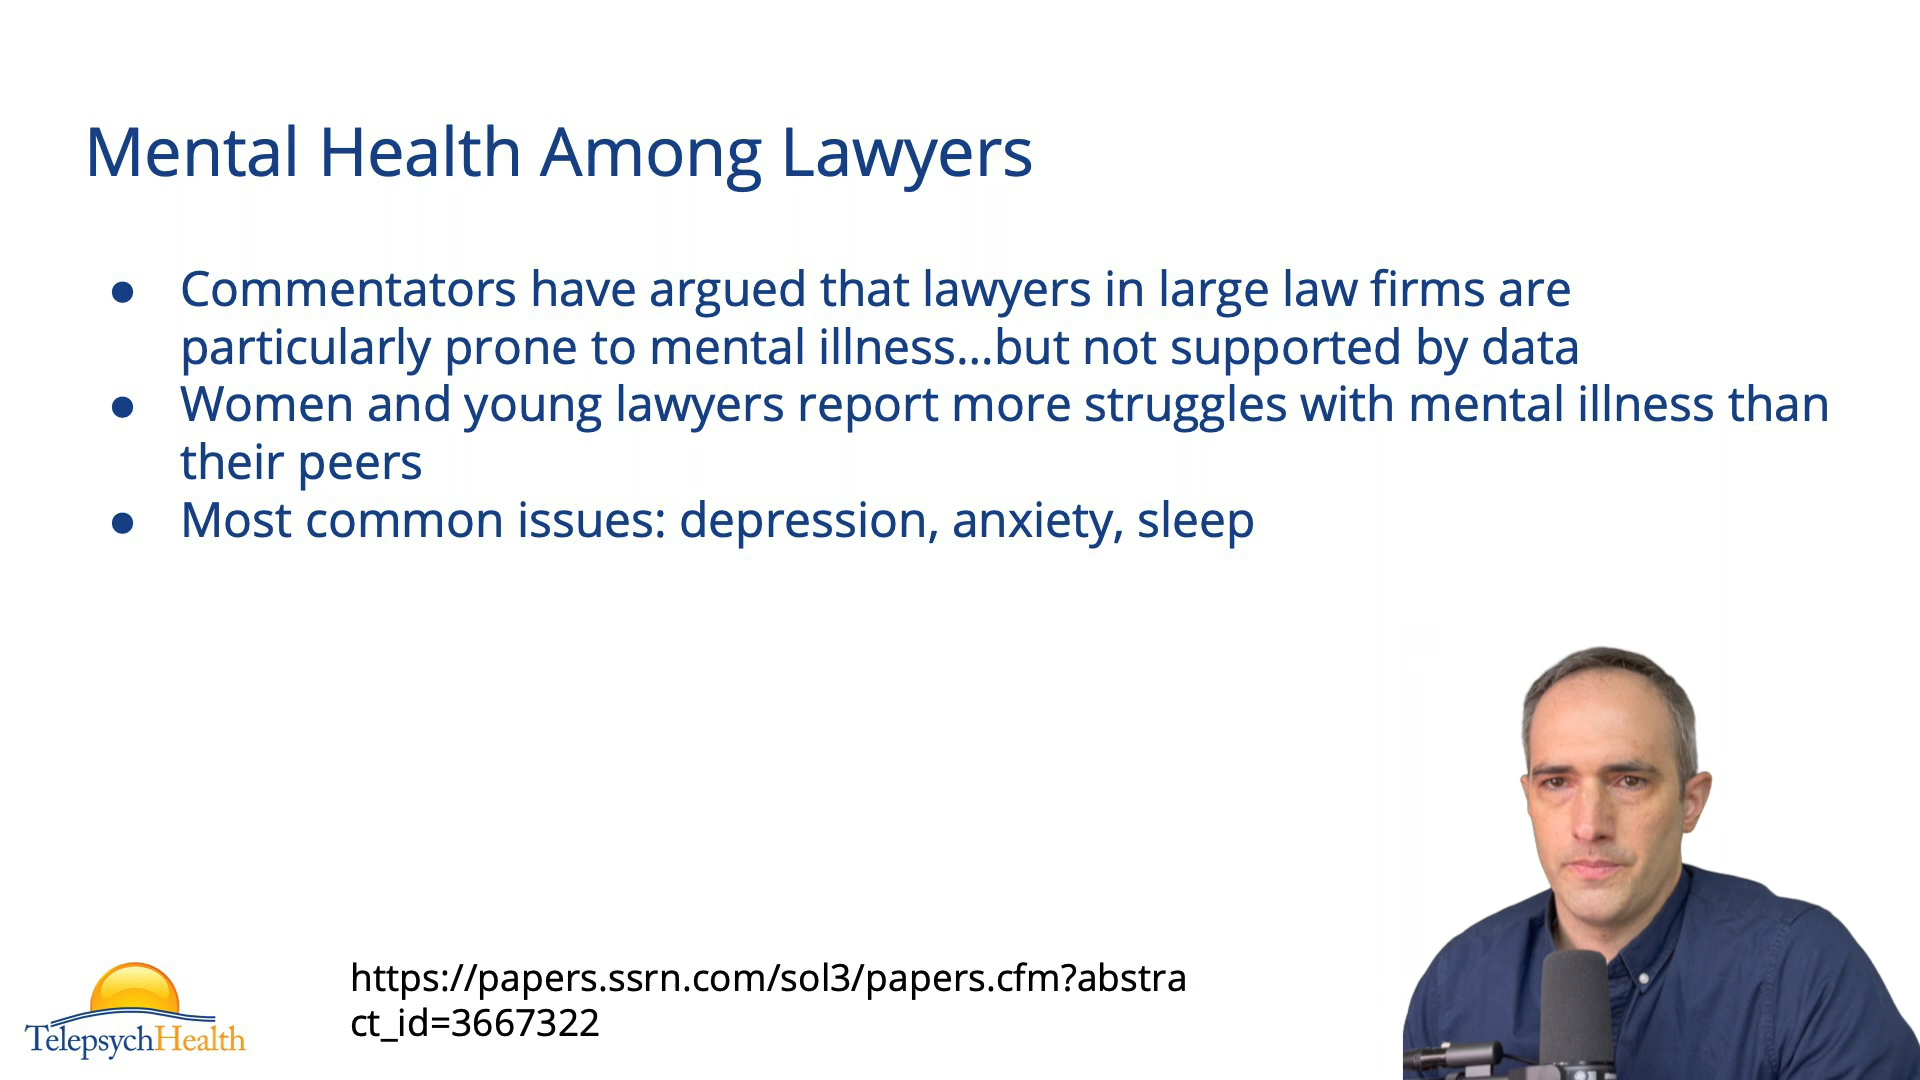 Mental Health Among Lawyers
● Commentators have argued that lawyers in large law firms are
particularly prone to mental illness...but not supported by data
● Women and young lawyers report more struggles with mental illness than
their peers
● Most common issues: depression, anxiety, sleep
https://papers.ssrn.com/sol3/papers.cfm?abstra
ct_id=3667322
TelepsychHealth